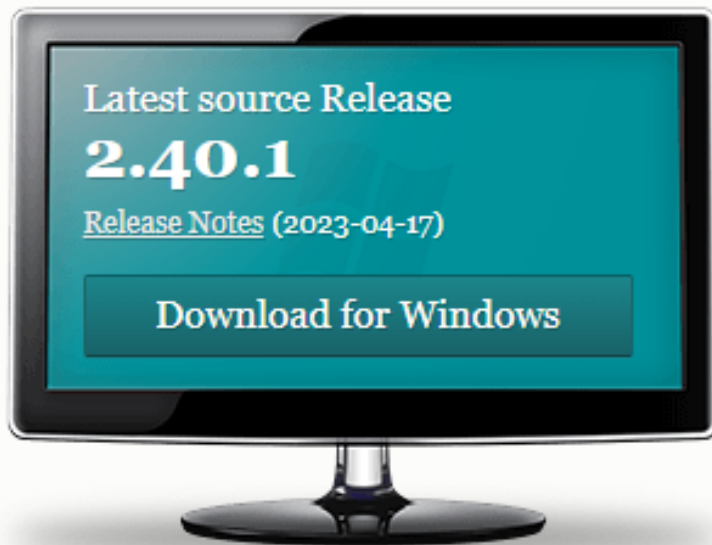 Latest source Release
2.40.1
Release Notes (2023-04-17)
Download for Windows